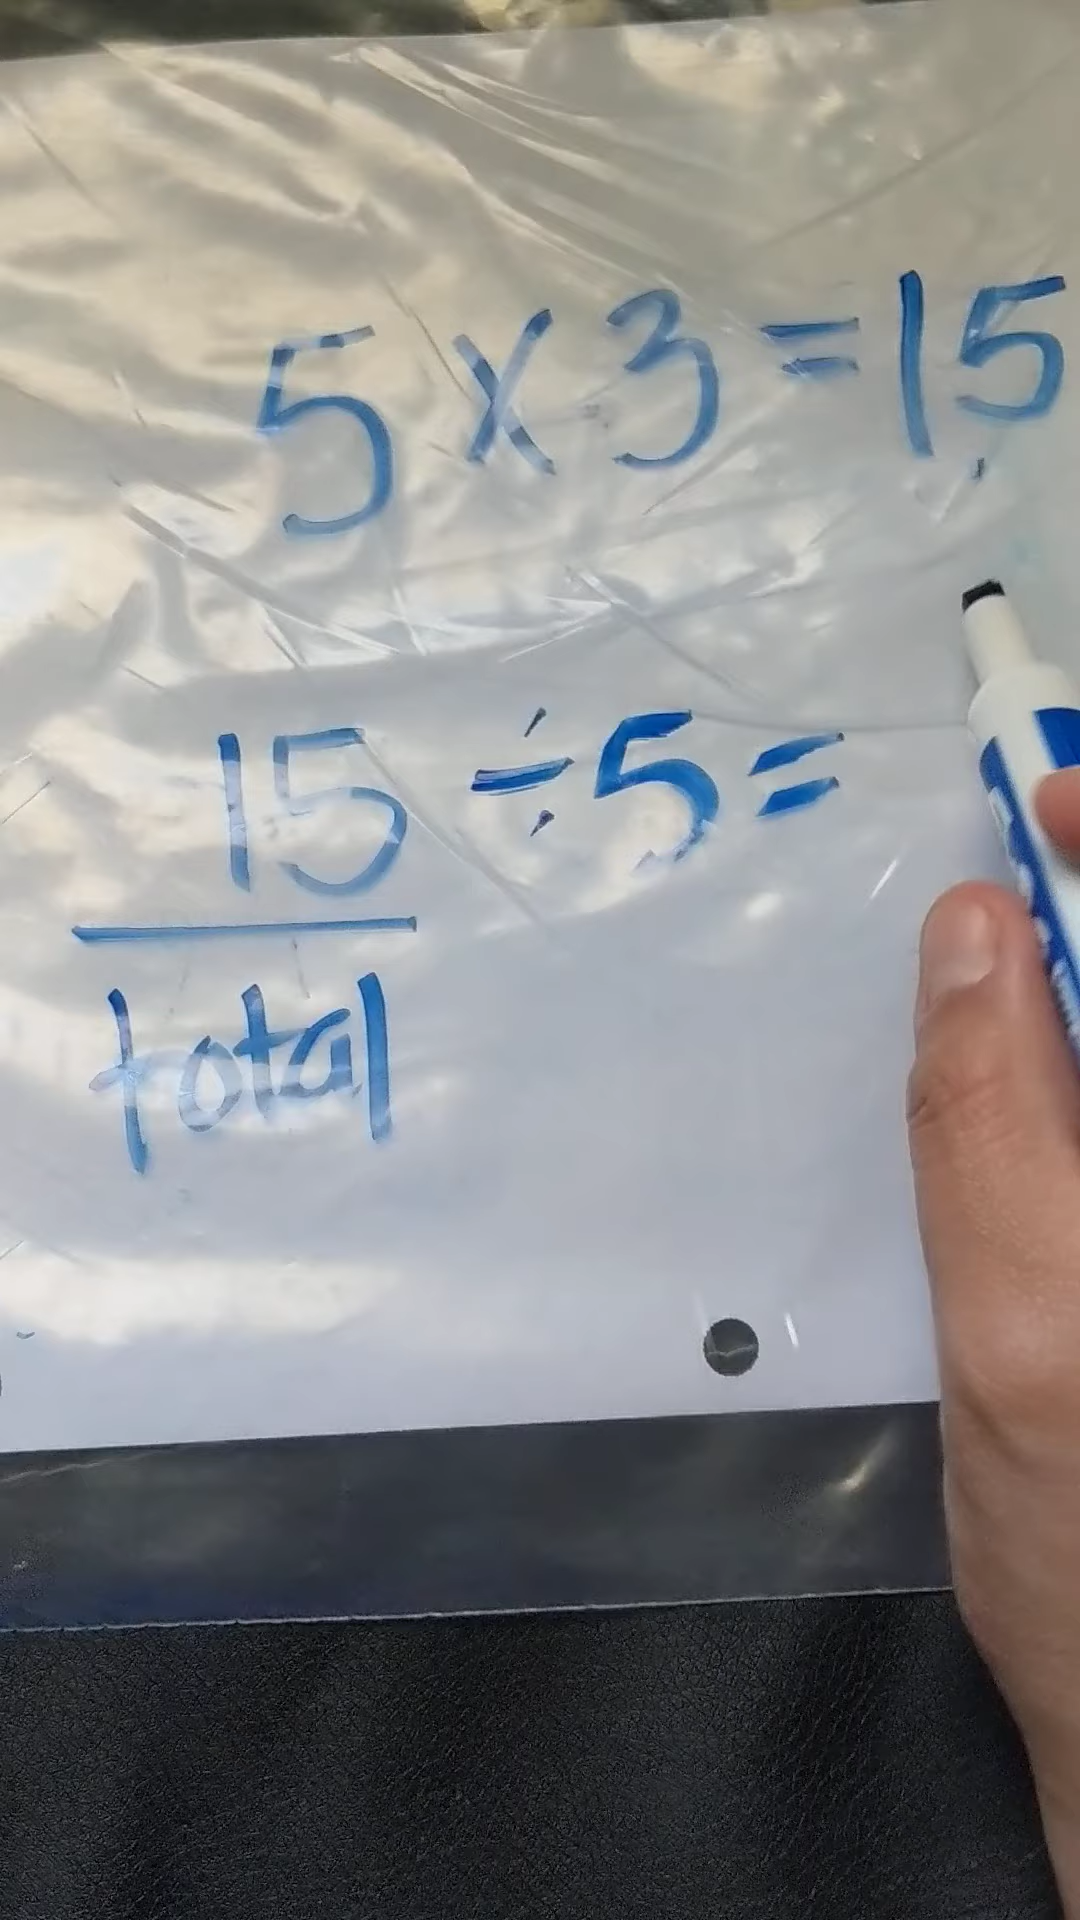 5 x 3 = 15
15 ÷ 5 =
total